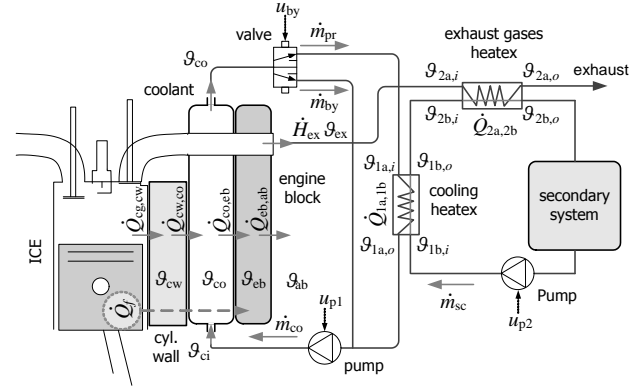 u_by
valve
ṁ_pr
ϑ_co
ṁ_by
coolant
exhaust gases
heatex
ϑ_2a,i
ϑ_2a,o
exhaust
ϑ_2b,i
Q̇_2a,2b
ϑ_2b,o
Ḣ_ex ϑ_ex
engine
block
ϑ_1a,i
ϑ_1b,o
Q̇_1a,1b
cooling
heatex
ϑ_1a,o
ϑ_1b,i
secondary
system
ICE
Q̇_cg,cw
Q̇_cw,co
Q̇_co,eb
Q̇_eb,ab
ϑ_cw
ϑ_co
ϑ_eb
ϑ_ab
Q̇_f
cyl.
wall
ϑ_ci
ṁ_co
u_p1
pump
ṁ_sc
Pump
u_p2